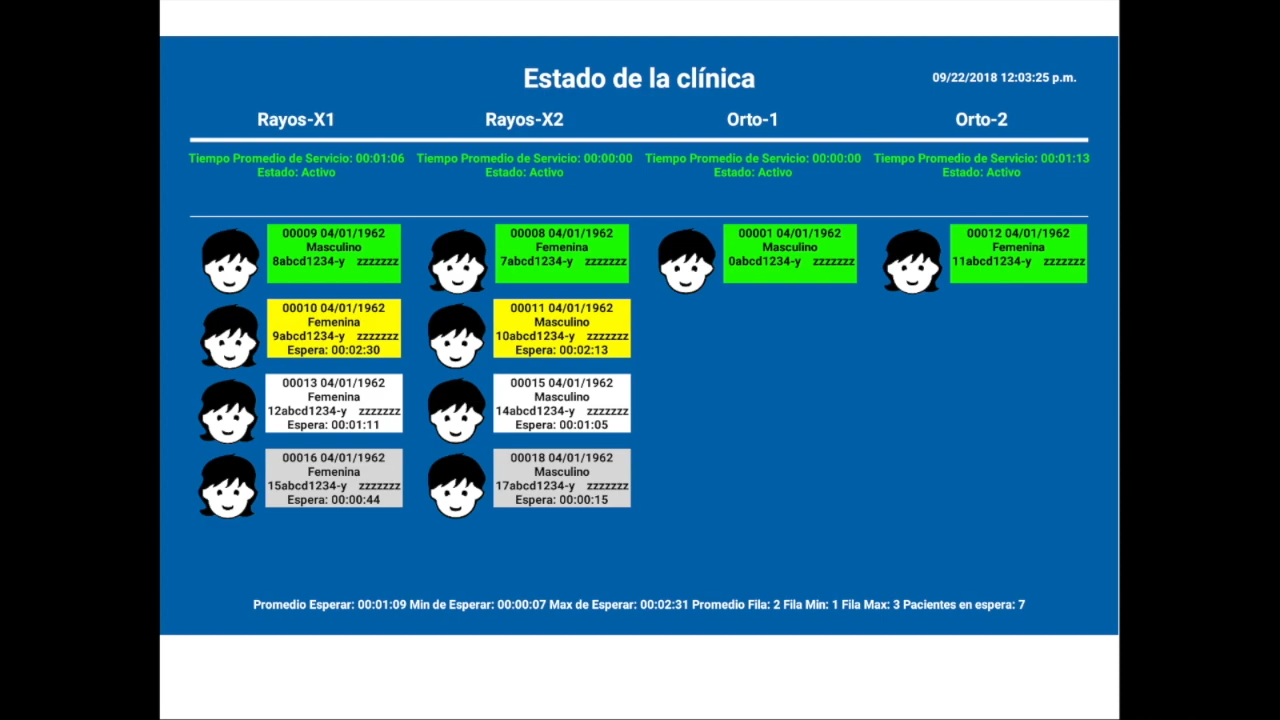 Estado de la clínica
09/22/2018 12:03:25 p.m.
Rayos-X1
Rayos-X2
Orto-1
Orto-2
Tiempo Promedio de Servicio: 00:01:06
Estado: Activo
Tiempo Promedio de Servicio: 00:00:00
Estado: Activo
Tiempo Promedio de Servicio: 00:00:00
Estado: Activo
Tiempo Promedio de Servicio: 00:01:13
Estado: Activo
00009 04/01/1962
Masculino
8abcd1234-y zzzzzzz
00008 04/01/1962
Femenina
7abcd1234-y zzzzzzz
00001 04/01/1962
Masculino
0abcd1234-y zzzzzzz
00012 04/01/1962
Femenina
11abcd1234-y zzzzzzz
00010 04/01/1962
Femenina
9abcd1234-y zzzzzzz
Espera: 00:02:30
00011 04/01/1962
Masculino
10abcd1234-y zzzzzzz
Espera: 00:02:13
00013 04/01/1962
Femenina
12abcd1234-y zzzzzzz
Espera: 00:01:11
00015 04/01/1962
Masculino
14abcd1234-y zzzzzzz
Espera: 00:01:05
00016 04/01/1962
Femenina
15abcd1234-y zzzzzzz
Espera: 00:00:44
00018 04/01/1962
Masculino
17abcd1234-y zzzzzzz
Espera: 00:00:15
Promedio Esperar: 00:01:09 Min de Esperar: 00:00:07 Max de Esperar: 00:02:31 Promedio Fila: 2 Fila Min: 1 Fila Max: 3 Pacientes en espera: 7